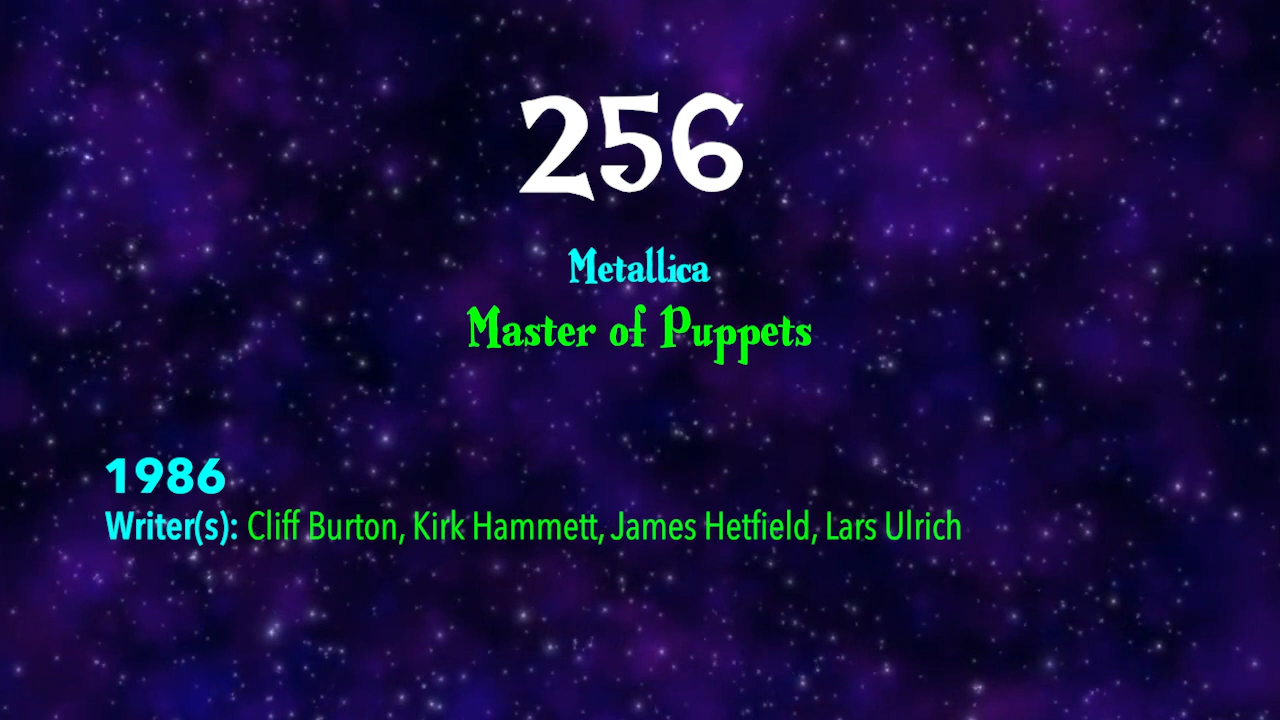 256
Metallica
Master of Puppets
1986
Writer(s): Cliff Burton, Kirk Hammett, James Hetfield, Lars Ulrich